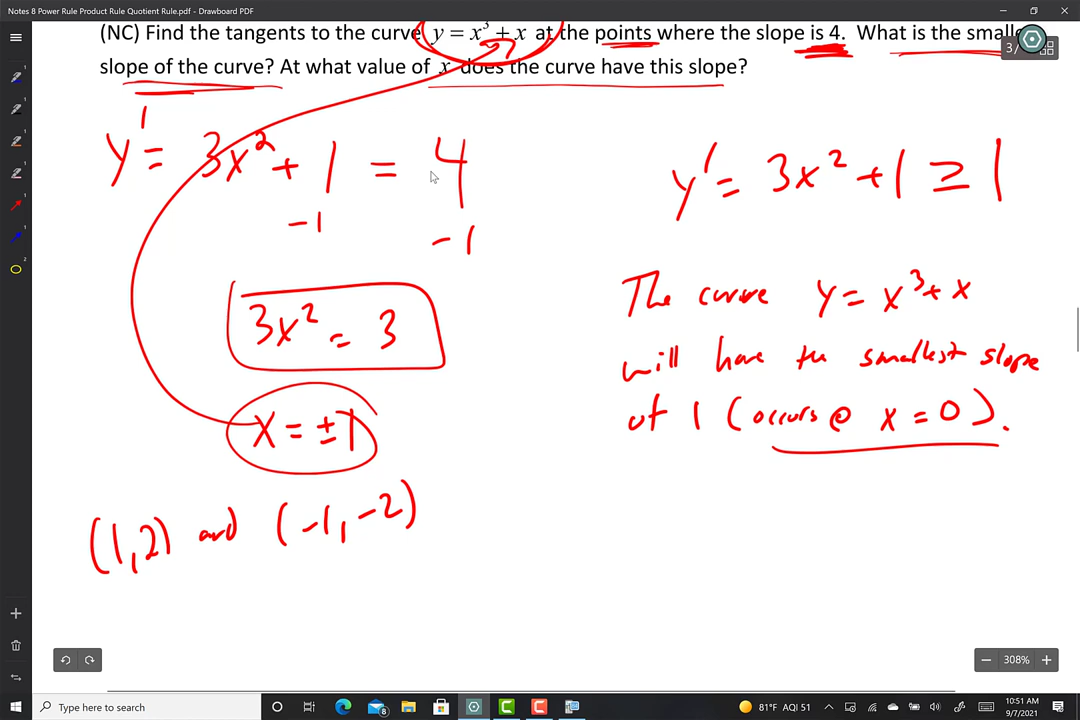 Notes 8 Power Rule Product Rule Quotient Rule.pdf - Drawboard PDF
(NC) Find the tangents to the curve y = x³ + x at the points where the slope is 4. What is the
slope of the curve? At what value of x does the curve have this slope?
3/
y' = 3x² + 1 = 4
-1 -1
3x² = 3
x = ±1
(1,2) and (-1,-2)
y' = 3x² + 1 ≥ 1
The curve y = x³ + x
will have the smallest slope
of 1 (occurs @ x = 0).
308%
Type here to search
8
81°F AQI 51
10:51 AM
9/7/2021